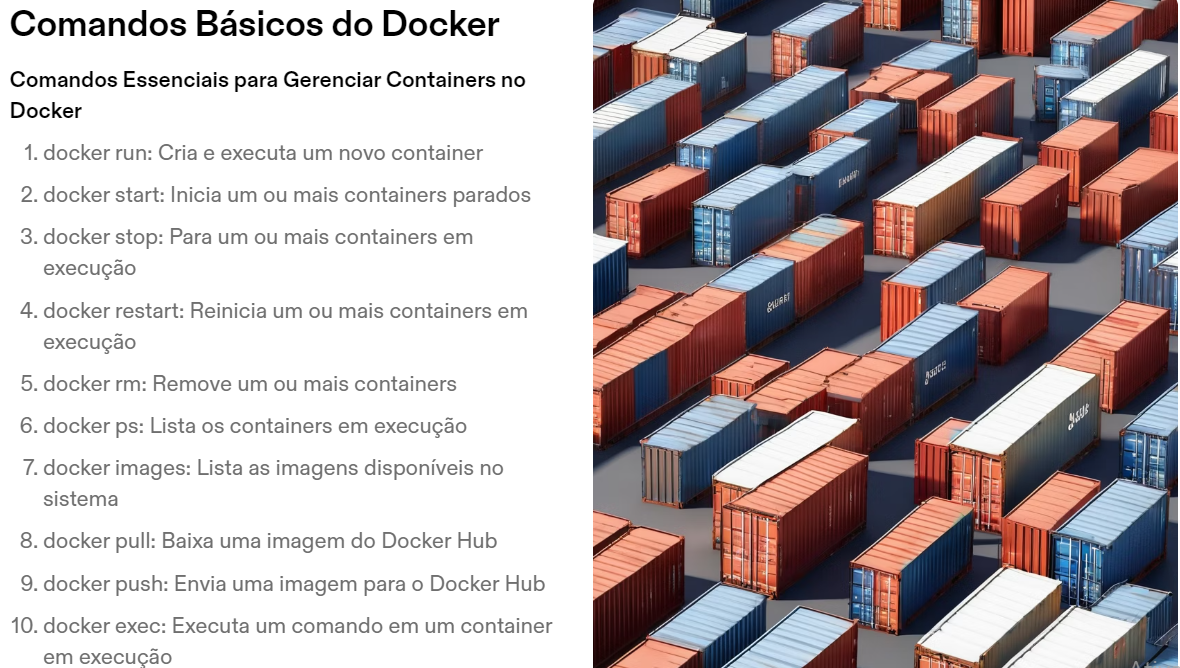 Comandos Básicos do Docker
Comandos Essenciais para Gerenciar Containers no
Docker
1. docker run: Cria e executa um novo container
2. docker start: Inicia um ou mais containers parados
3. docker stop: Para um ou mais containers em
execução
4. docker restart: Reinicia um ou mais containers em
execução
5. docker rm: Remove um ou mais containers
6. docker ps: Lista os containers em execução
7. docker images: Lista as imagens disponíveis no
sistema
8. docker pull: Baixa uma imagem do Docker Hub
9. docker push: Envia uma imagem para o Docker Hub
10. docker exec: Executa um comando em um container
em execução